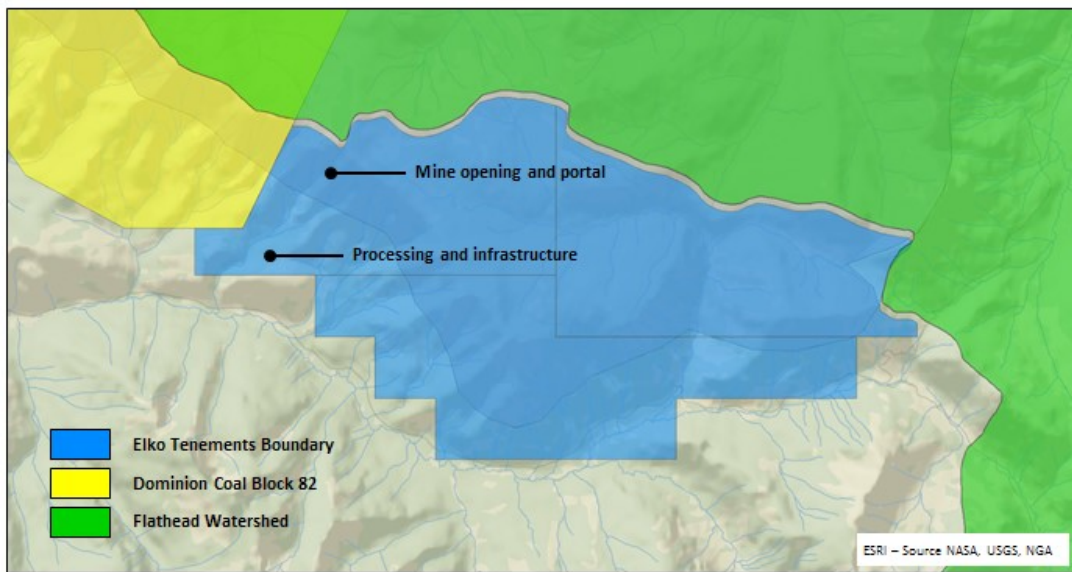 Mine opening and portal
Processing and infrastructure
Elko Tenements Boundary
Dominion Coal Block 82
Flathead Watershed
ESRI – Source NASA, USGS, NGA